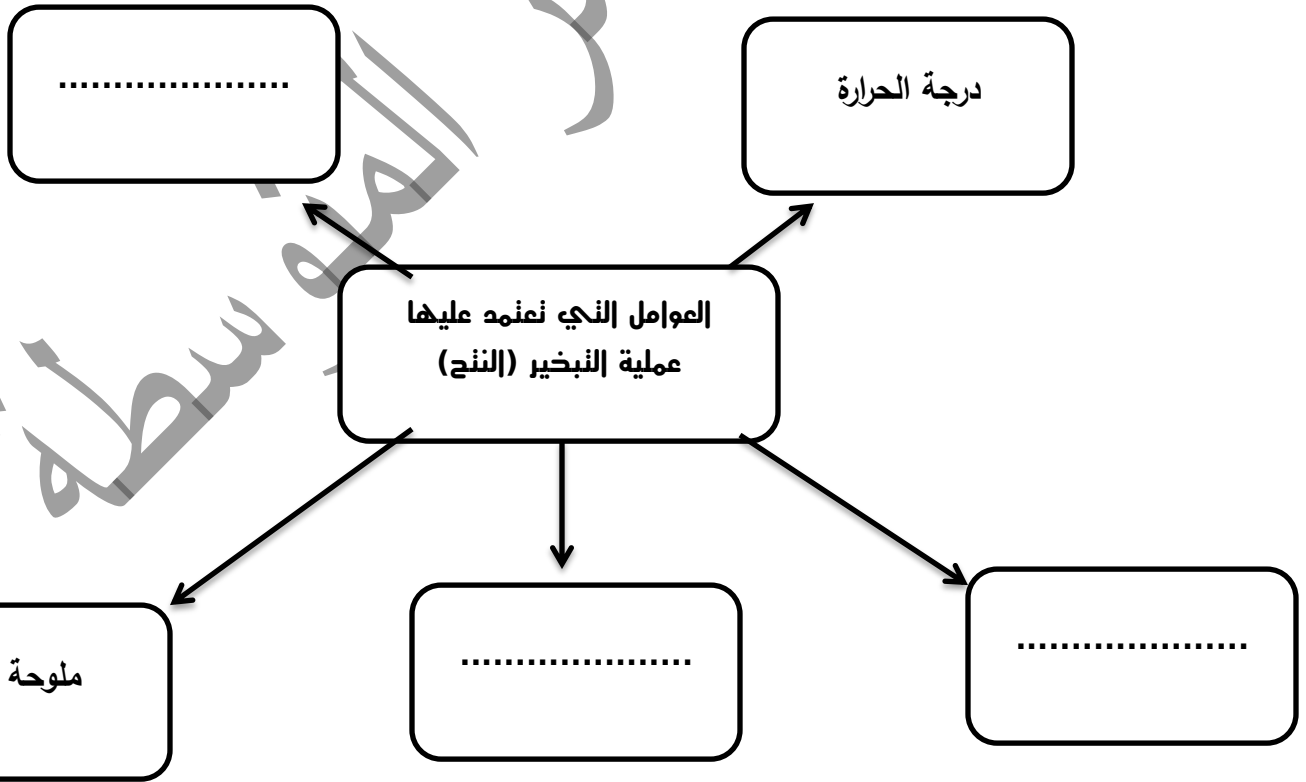 درجة الحرارة
.....................
العوامل التي تعتمد عليها
عملية التبخير (النتح)
.....................
.....................
ملوحة